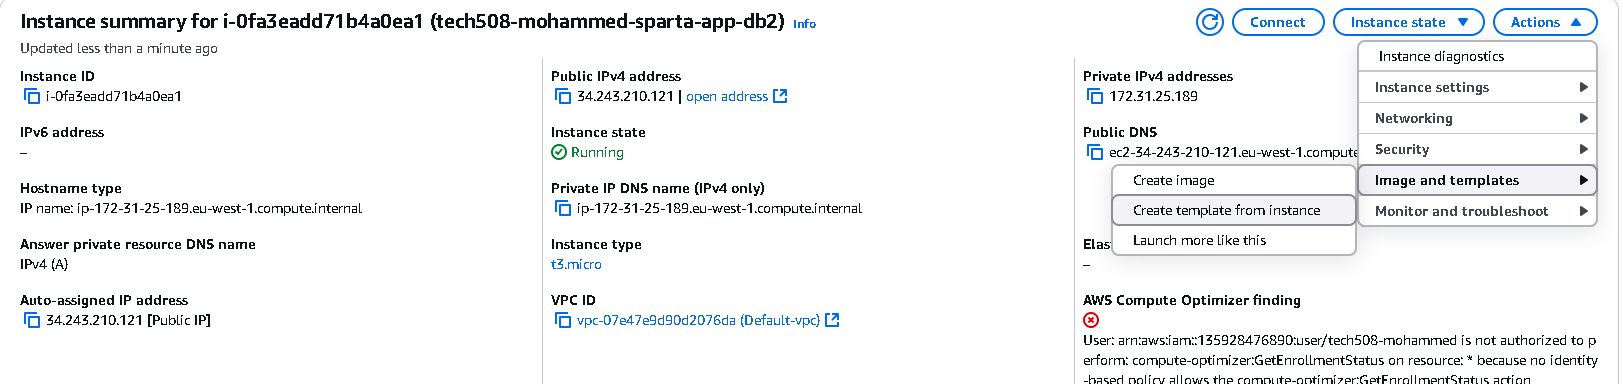 Instance summary for i-0fa3eadd71b4a0ea1 (tech508-mohammed-sparta-app-db2) Info
Connect
Instance state
Actions
Updated less than a minute ago
Instance diagnostics
Instance settings
Networking
Security
Image and templates
Monitor and troubleshoot
Create image
Create template from instance
Launch more like this
Instance ID
i-0fa3eadd71b4a0ea1
IPv6 address
–
Hostname type
IP name: ip-172-31-25-189.eu-west-1.compute.internal
Answer private resource DNS name
IPv4 (A)
Auto-assigned IP address
34.243.210.121 [Public IP]
Public IPv4 address
34.243.210.121 | open address
Instance state
Running
Private IP DNS name (IPv4 only)
ip-172-31-25-189.eu-west-1.compute.internal
Instance type
t3.micro
VPC ID
vpc-07e47e9d90d2076da (Default-vpc)
Private IPv4 addresses
172.31.25.189
Public DNS
ec2-34-243-210-121.eu-west-1.compute
Elas
–
AWS Compute Optimizer finding
User: arn:aws:iam::135928476890:user/tech508-mohammed is not authorized to p
erform: compute-optimizer:GetEnrollmentStatus on resource: * because no identity
-based policy allows the compute-optimizer:GetEnrollmentStatus action